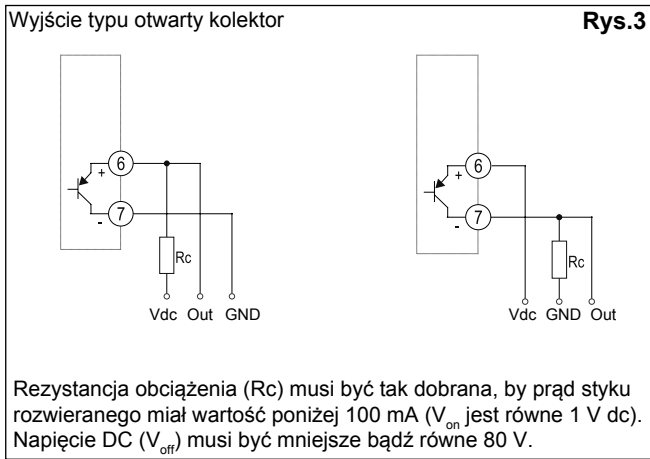 Wyjście typu otwarty kolektor
Rys.3
+ 6
- 7
Rc
Vdc Out GND
+ 6
- 7
Rc
Vdc GND Out
Rezystancja obciążenia (Rc) musi być tak dobrana, by prąd styku
rozwieranego miał wartość poniżej 100 mA (Von jest równe 1 V dc).
Napięcie DC (Voff) musi być mniejsze bądź równe 80 V.